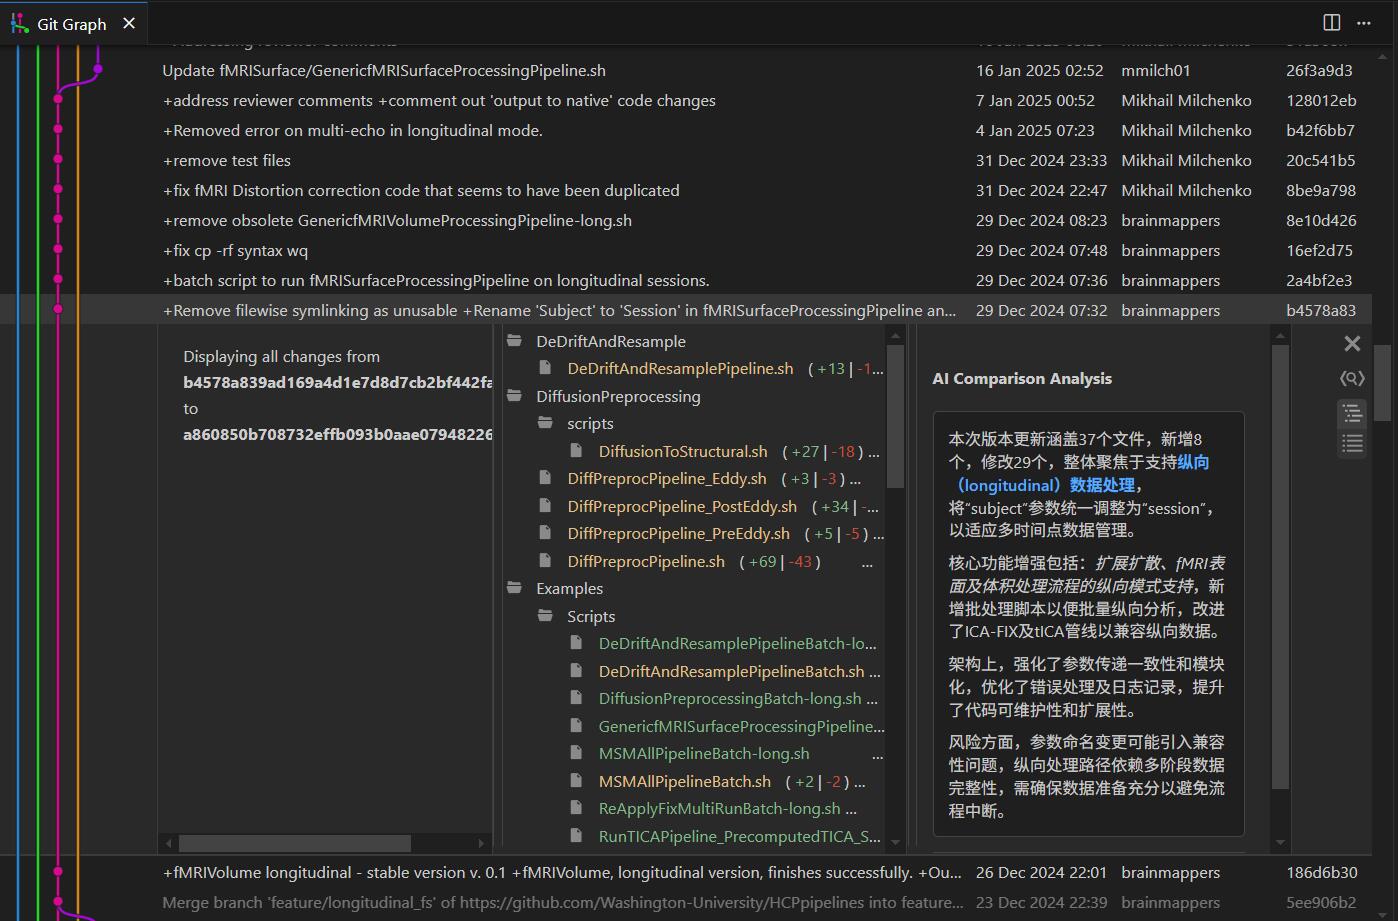 Git Graph
Update fMRISurface/GenericfMRISurfaceProcessingPipeline.sh 16 Jan 2025 02:52 mmilch01 26f3a9d3
+address reviewer comments +comment out 'output to native' code changes 7 Jan 2025 00:52 Mikhail Milchenko 128012eb
+Removed error on multi-echo in longitudinal mode. 4 Jan 2025 07:23 Mikhail Milchenko b42f6bb7
+remove test files 31 Dec 2024 23:33 Mikhail Milchenko 20c541b5
+fix fMRI Distortion correction code that seems to have been duplicated 31 Dec 2024 22:47 Mikhail Milchenko 8be9a798
+remove obsolete GenericfMRIVolumeProcessingPipeline-long.sh 29 Dec 2024 08:23 brainmappers 8e10d426
+fix cp -rf syntax wq 29 Dec 2024 07:48 brainmappers 16ef2d75
+batch script to run fMRISurfaceProcessingPipeline on longitudinal sessions. 29 Dec 2024 07:36 brainmappers 2a4bf2e3
+Remove filewise symlinking as unusable +Rename 'Subject' to 'Session' in fMRISurfaceProcessingPipeline an... 29 Dec 2024 07:32 brainmappers b4578a83
Displaying all changes from
b4578a839ad169a4d1e7d8d7cb2bf442fa
to
a860850b708732effb093b0aae07948226
DeDriftAndResample
DeDriftAndResamplePipeline.sh (+13|-1...
DiffusionPreprocessing
scripts
DiffusionToStructural.sh (+27|-18) ...
DiffPreprocPipeline_Eddy.sh (+3|-3) ...
DiffPreprocPipeline_PostEddy.sh (+34|-...
DiffPreprocPipeline_PreEddy.sh (+5|-5) ...
DiffPreprocPipeline.sh (+69|-43) ...
Examples
Scripts
DeDriftAndResamplePipelineBatch-lo...
DeDriftAndResamplePipelineBatch.sh ...
DiffusionPreprocessingBatch-long.sh ...
GenericfMRISurfaceProcessingPipeline...
MSMAllPipelineBatch-long.sh ...
MSMAllPipelineBatch.sh (+2|-2) ...
ReApplyFixMultiRunBatch-long.sh ...
RunTICAPipeline_PrecomputedTICA_S...
AI Comparison Analysis
本次版本更新涵盖37个文件，新增8
个，修改29个，整体聚焦于支持纵向
（longitudinal）数据处理，
将“subject”参数统一调整为“session”，
以适应多时间点数据管理。
核心功能增强包括：扩展扩散、fMRI表
面及体积处理流程的纵向模式支持，新
增批处理脚本以便批量纵向分析，改进
了ICA-FIX及tICA管线以兼容纵向数据。
架构上，强化了参数传递一致性和模块
化，优化了错误处理及日志记录，提升
了代码可维护性和扩展性。
风险方面，参数命名变更可能引入兼容
性问题，纵向处理路径依赖多阶段数据
完整性，需确保数据准备充分以避免流
程中断。
+fMRIVolume longitudinal - stable version v. 0.1 +fMRIVolume, longitudinal version, finishes successfully. +Ou... 26 Dec 2024 22:01 brainmappers 186d6b30
Merge branch 'feature/longitudinal_fs' of https://github.com/Washington-University/HCPpipelines into feature... 23 Dec 2024 22:39 brainmappers 5ee906b2